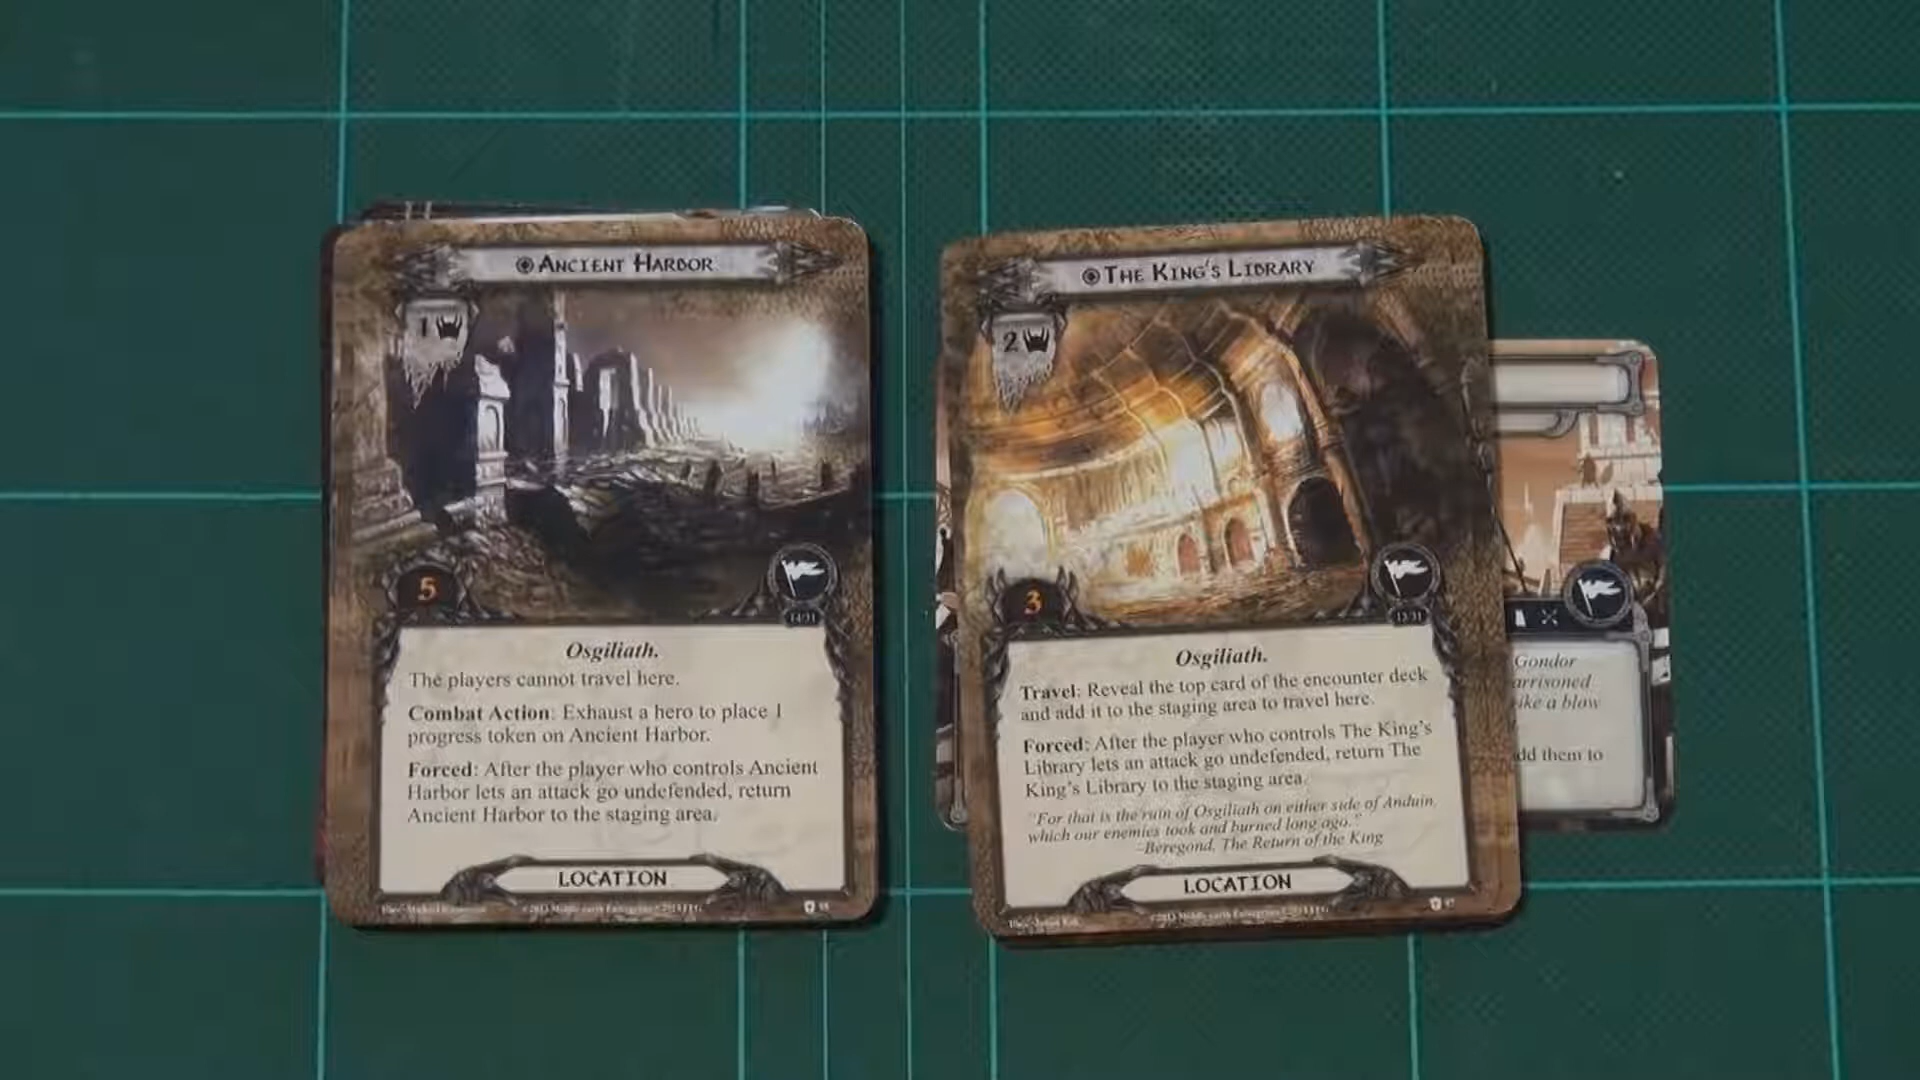 ANCIENT HARBOR
1
5
14/31
Osgiliath.
The players cannot travel here.
Combat Action: Exhaust a hero to place 1
progress token on Ancient Harbor.
Forced: After the player who controls Ancient
Harbor lets an attack go undefended, return
Ancient Harbor to the staging area.
LOCATION
THE KING'S LIBRARY
2
3
13/31
Osgiliath.
Travel: Reveal the top card of the encounter deck
and add it to the staging area to travel here.
Forced: After the player who controls The King's
Library lets an attack go undefended, return The
King's Library to the staging area.
"For that is the ruin of Osgiliath on either side of Anduin,
which our enemies took and burned long ago."
–Beregond, The Return of the King
LOCATION
Gondor
arrisoned
ike a blow
dd them to